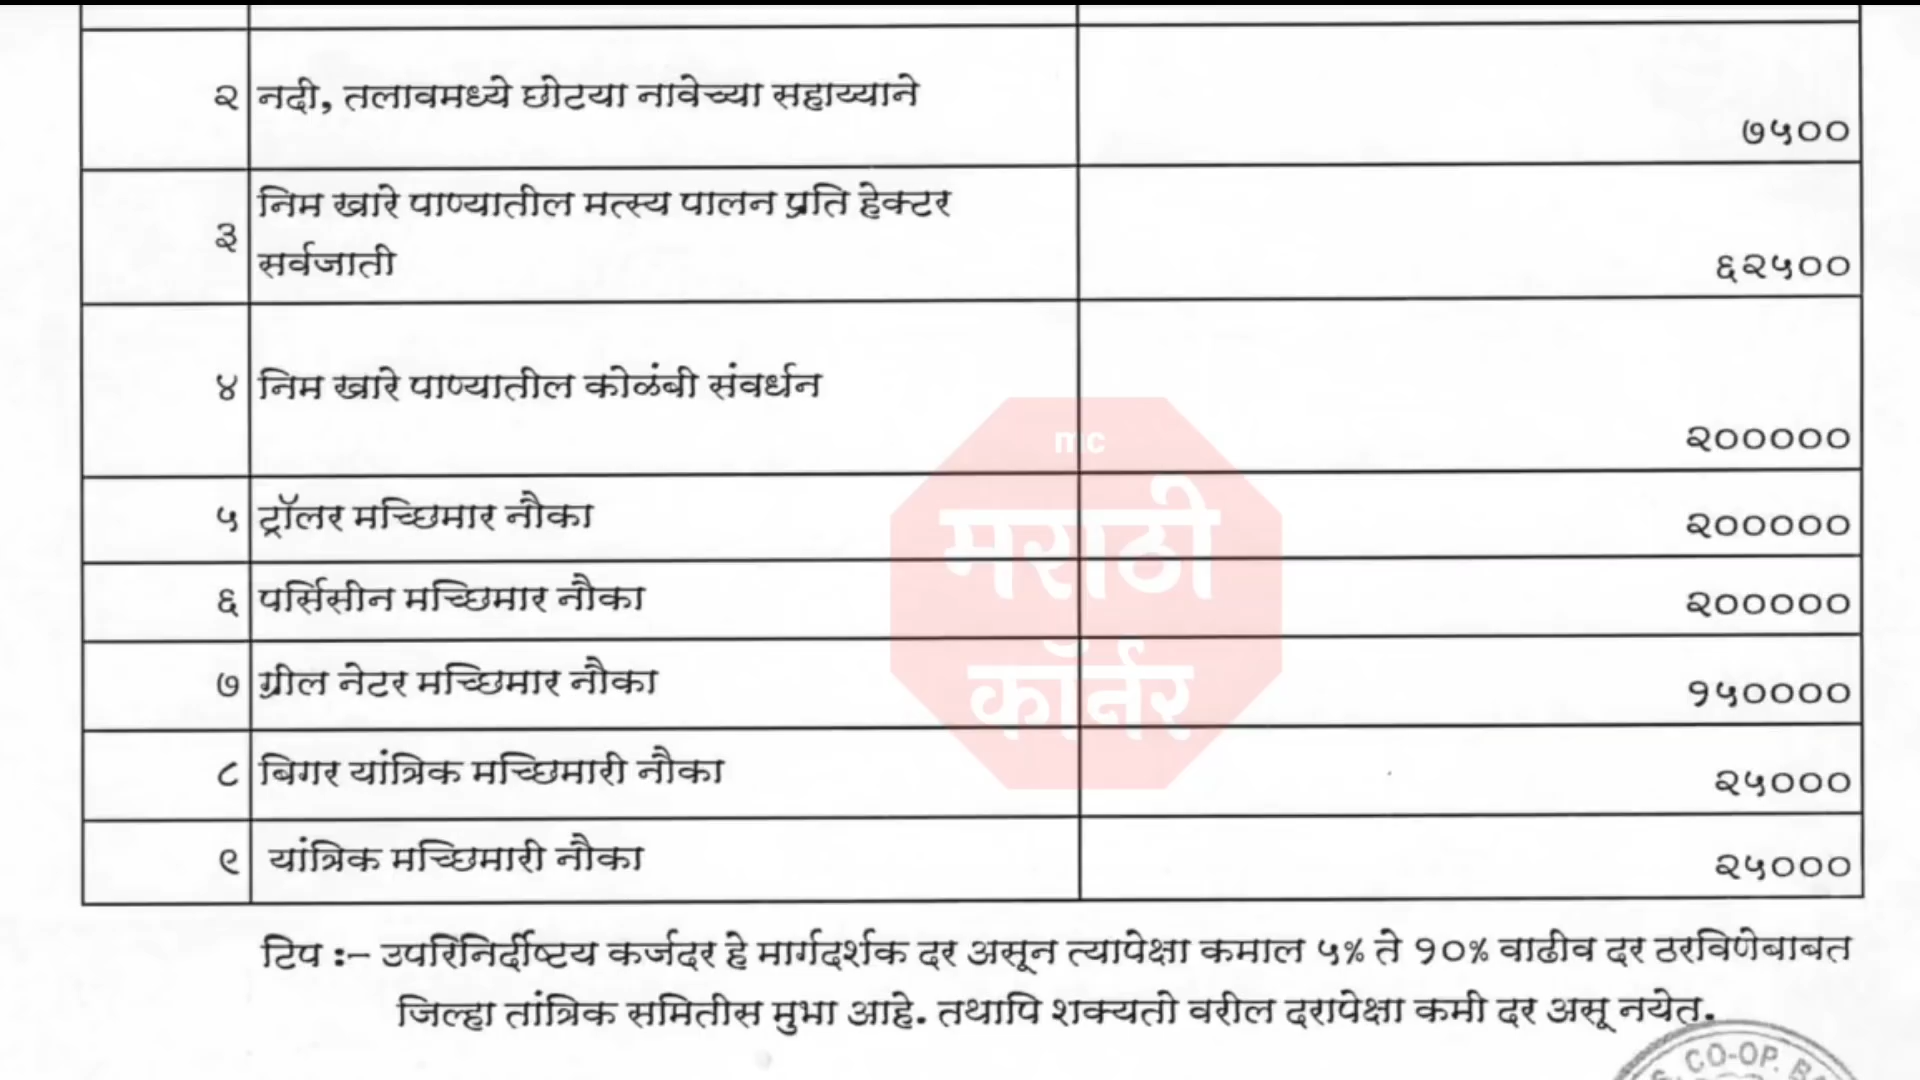 २ नदी, तलावमध्ये छोटया नावेच्या सहाय्याने
७५००
निम खारे पाण्यातील मत्स्य पालन प्रति हेक्टर
३
सर्वजाती
६२५००
४ निम खारे पाण्यातील कोळंबी संवर्धन
२०००००
mc
५ ट्रॉलर मच्छिमार नौका २०००००
मराठी
६ पर्सिसीन मच्छिमार नौका २०००००
७ ग्रील नेटर मच्छिमार नौका १५००००
कॉर्नर
८ बिगर यांत्रिक मच्छिमारी नौका २५०००
९ यांत्रिक मच्छिमारी नौका २५०००
टिप :- उपरिनिर्दीष्टय कर्जदर हे मार्गदर्शक दर असून त्यापेक्षा कमाल ५% ते १०% वाढीव दर ठरविणेबाबत
जिल्हा तांत्रिक समितीस मुभा आहे. तथापि शक्यतो वरील दरापेक्षा कमी दर असू नयेत.
CO-OP.